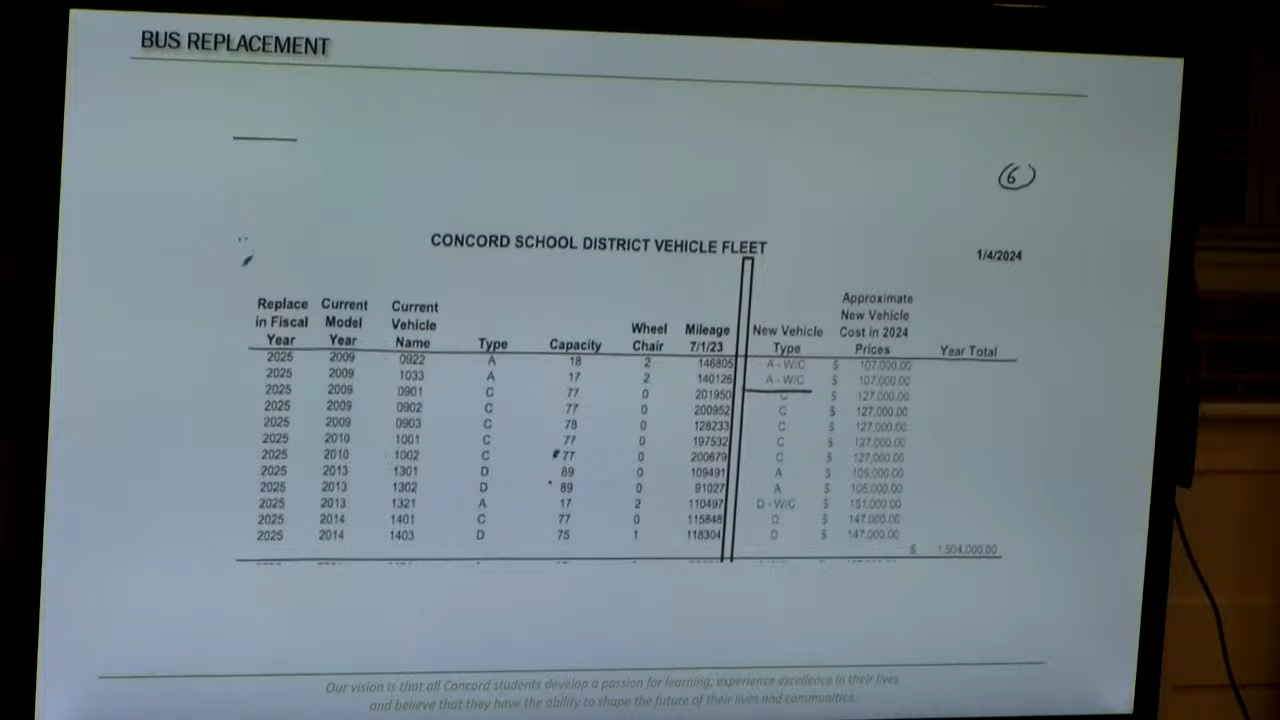 BUS REPLACEMENT
6
CONCORD SCHOOL DISTRICT VEHICLE FLEET
1/4/2024
Replace in Fiscal Year Current Model Year Current Vehicle Name Type Capacity Wheel Chair Mileage 7/1/23 New Vehicle Type Approximate New Vehicle Cost in 2024 Prices Year Total
2025 2009 0922 A 18 2 146805 A - W/C $ 107,000.00
2025 2009 1033 A 17 2 140126 A - W/C $ 107,000.00
2025 2009 0901 C 77 0 201950 C $ 127,000.00
2025 2009 0902 C 77 0 200952 C $ 127,000.00
2025 2009 0903 C 78 0 128233 C $ 127,000.00
2025 2010 1001 C 77 0 197532 C $ 127,000.00
2025 2010 1002 C 77 0 200679 C $ 127,000.00
2025 2013 1301 D 89 0 109491 A $ 105,000.00
2025 2013 1302 D 89 0 91027 A $ 105,000.00
2025 2013 1321 A 17 2 110497 D - W/C $ 151,000.00
2025 2014 1401 C 77 0 115848 D $ 147,000.00
2025 2014 1403 D 75 1 118304 D $ 147,000.00
$ 1,504,000.00
Our vision is that all Concord students develop a passion for learning, experience excellence in their lives
and believe that they have the ability to shape the future of their lives and communities.